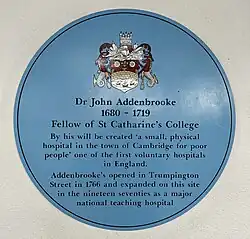 Dr John Addenbrooke
1680 - 1719
Fellow of St Catharine's College
By his will be created 'a small, physical
hospital in the town of Cambridge for poor
people' one of the first voluntary hospitals
in England.
Addenbrooke's opened in Trumpington
Street in 1766 and expanded on this site
in the nineteen seventies as a major
national teaching hospital